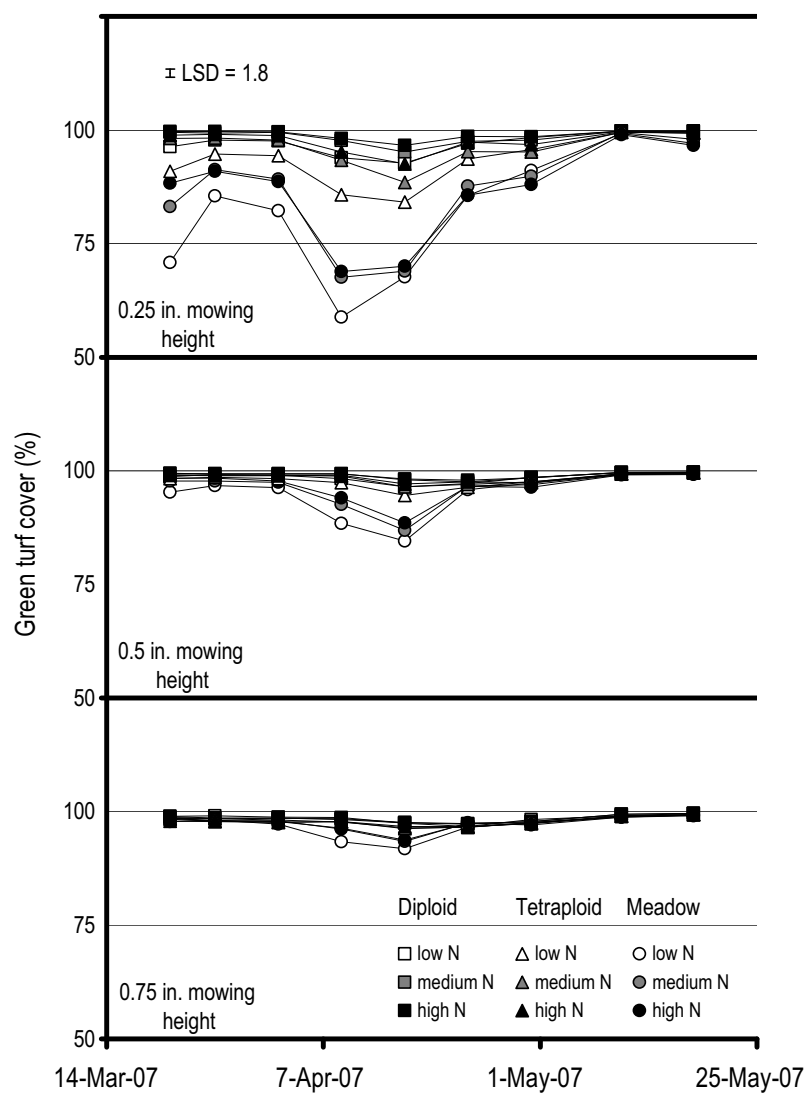 LSD = 1.8
100
75
0.25 in. mowing
height
50
100
Green turf cover (%)
75
0.5 in. mowing
height
50
100
Diploid Tetraploid Meadow
75
low N low N low N
medium N medium N medium N
0.75 in. mowing
height
high N high N high N
50
14-Mar-07 7-Apr-07 1-May-07 25-May-07